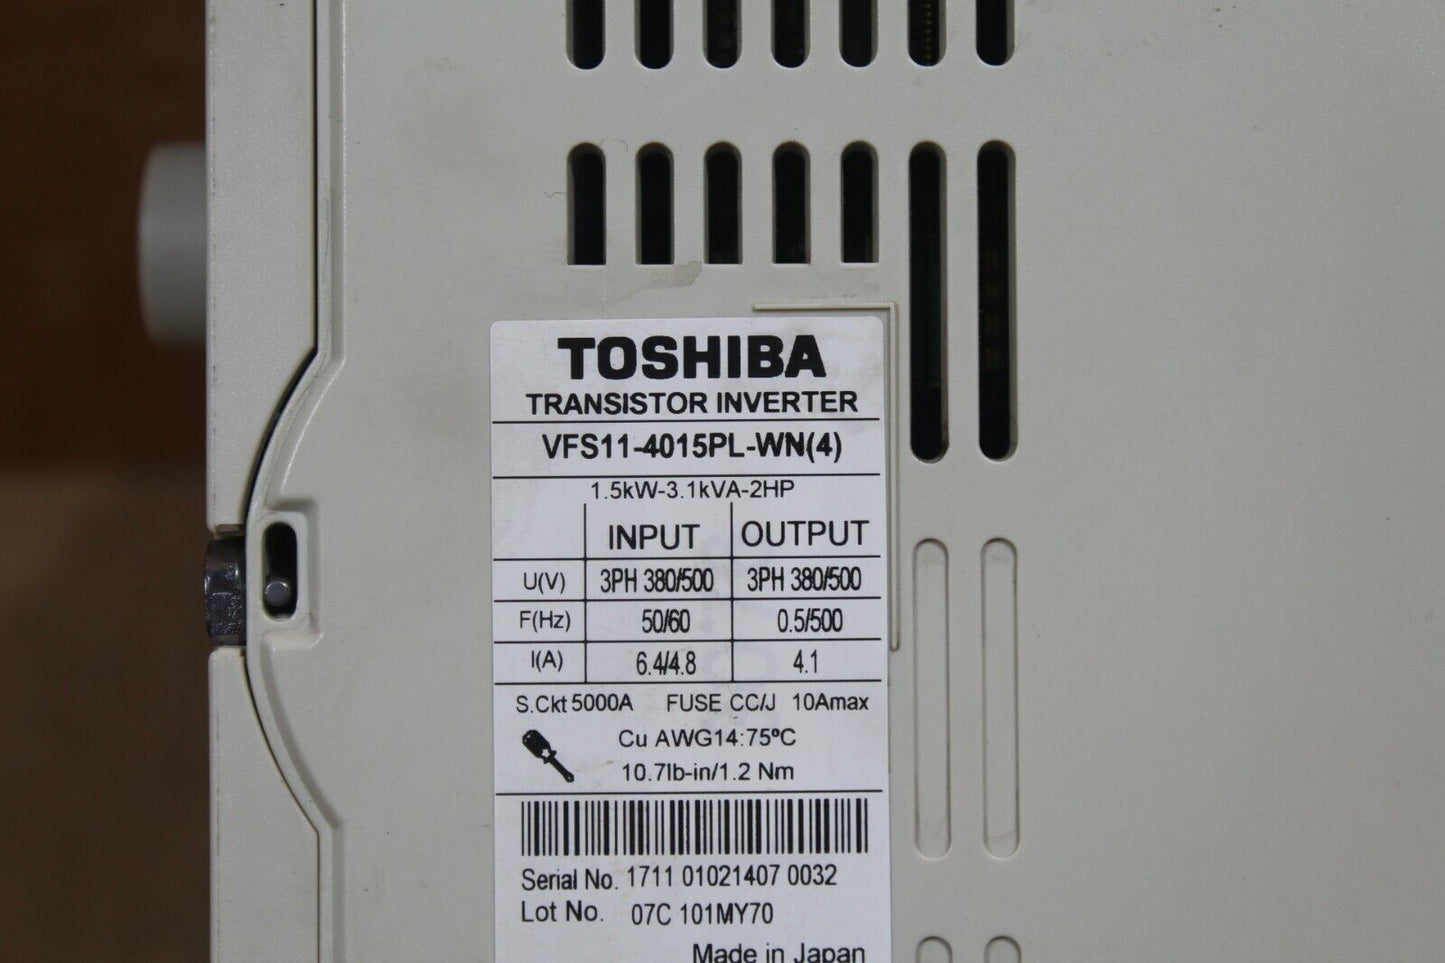 TOSHIBA
TRANSISTOR INVERTER
VFS11-4015PL-WN(4)
1.5kW-3.1kVA-2HP
INPUT OUTPUT
U(V) 3PH 380/500 3PH 380/500
F(Hz) 50/60 0.5/500
I(A) 6.4/4.8 4.1
S.Ckt 5000A FUSE CC/J 10Amax
Cu AWG14:75°C
10.7lb-in/1.2 Nm
Serial No. 1711 01021407 0032
Lot No. 07C 101MY70
Made in Japan